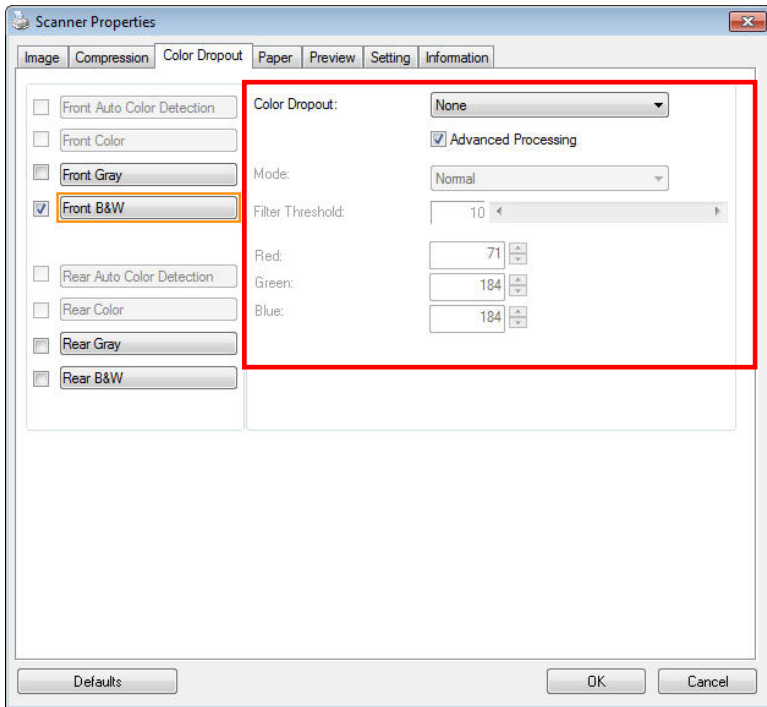 Scanner Properties
Image Compression Color Dropout Paper Preview Setting Information
Front Auto Color Detection
Front Color
Front Gray
Front B&W
Rear Auto Color Detection
Rear Color
Rear Gray
Rear B&W
Color Dropout: None
Advanced Processing
Mode: Normal
Filter Threshold: 10
Red: 71
Green: 184
Blue: 184
Defaults OK Cancel